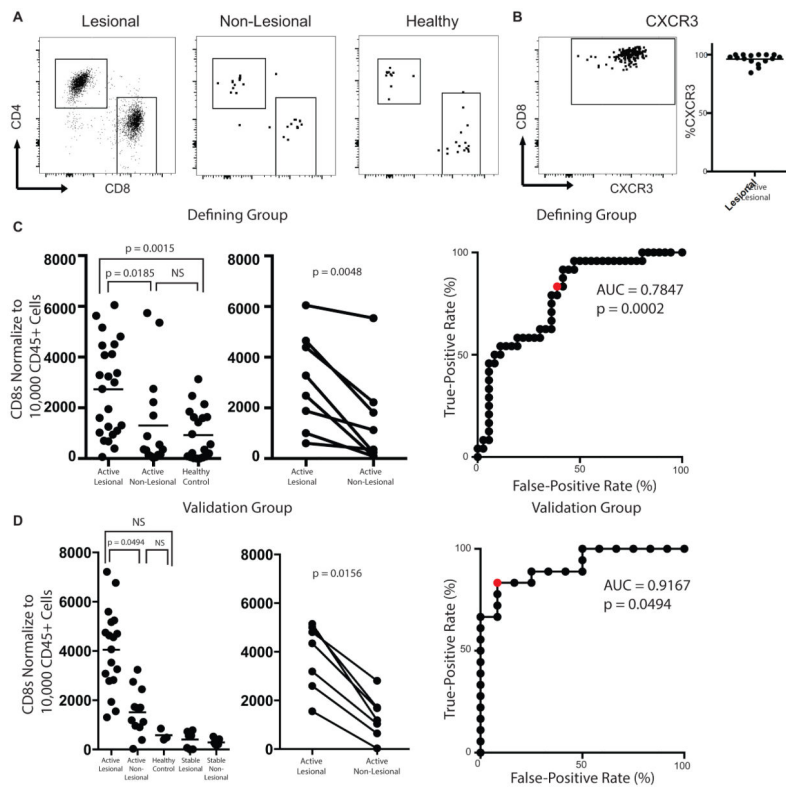 A
Lesional
Non-Lesional
Healthy
CD4
CD8
B
CXCR3
CD8
CXCR3
%CXCR3
100
50
0
Lesional
Active
Lesional
Defining Group
Defining Group
C
CD8s Normalize to
10,000 CD45+ Cells
8000
6000
4000
2000
0
p = 0.0015
p = 0.0185
NS
Active
Lesional
Active
Non-Lesional
Healthy
Control
8000
6000
4000
2000
0
p = 0.0048
Active
Lesional
Active
Non-Lesional
True-Positive Rate (%)
100
50
0
0
50
100
AUC = 0.7847
p = 0.0002
False-Positive Rate (%)
Validation Group
Validation Group
D
CD8s Normalize to
10,000 CD45+ Cells
8000
6000
4000
2000
0
NS
p = 0.0494
NS
Active
Lesional
Active
Non-
Lesional
Healthy
Control
Stable
Lesional
Stable
Non-
Lesional
8000
6000
4000
2000
0
p = 0.0156
Active
Lesional
Active
Non-Lesional
True-Positive Rate (%)
100
50
0
0
50
100
AUC = 0.9167
p = 0.0494
False-Positive Rate (%)